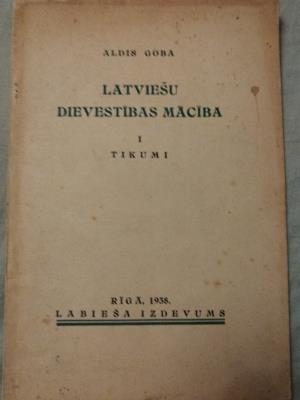 ALDIS GOBA
LATVIEŠU
DIEVESTĪBAS MĀCĪBA
I
TIKUMI
RĪGĀ, 1938.
LABIEŠA IZDEVUMS